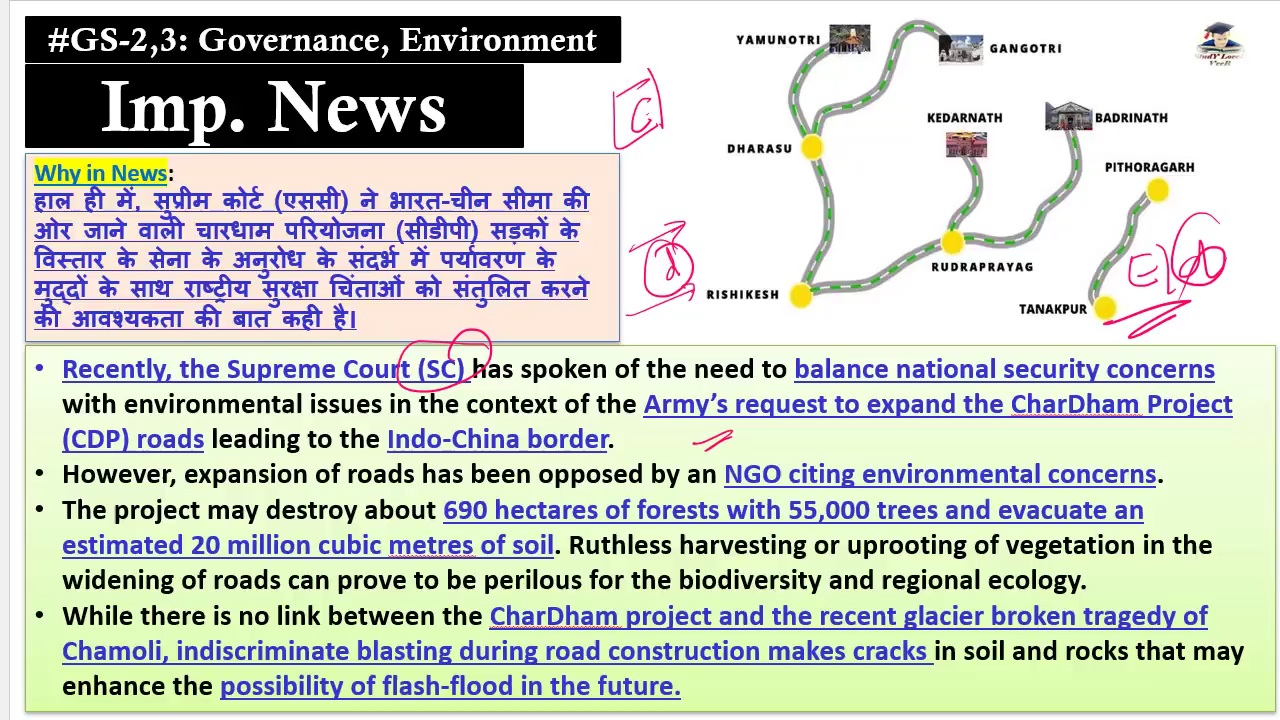 #GS-2,3: Governance, Environment
Imp. News
Why in News:
हाल ही में, सुप्रीम कोर्ट (एससी) ने भारत-चीन सीमा की
ओर जाने वाली चारधाम परियोजना (सीडीपी) सड़कों के
विस्तार के सेना के अनुरोध के संदर्भ में पर्यावरण के
मुद्दों के साथ राष्ट्रीय सुरक्षा चिंताओं को संतुलित करने
की आवश्यकता की बात कही है।
YAMUNOTRI
GANGOTRI
KEDARNATH
BADRINATH
DHARASU
PITHORAGARH
RUDRAPRAYAG
RISHIKESH
TANAKPUR
• Recently, the Supreme Court (SC) has spoken of the need to balance national security concerns
with environmental issues in the context of the Army’s request to expand the CharDham Project
(CDP) roads leading to the Indo-China border.
• However, expansion of roads has been opposed by an NGO citing environmental concerns.
• The project may destroy about 690 hectares of forests with 55,000 trees and evacuate an
estimated 20 million cubic metres of soil. Ruthless harvesting or uprooting of vegetation in the
widening of roads can prove to be perilous for the biodiversity and regional ecology.
• While there is no link between the CharDham project and the recent glacier broken tragedy of
Chamoli, indiscriminate blasting during road construction makes cracks in soil and rocks that may
enhance the possibility of flash-flood in the future.